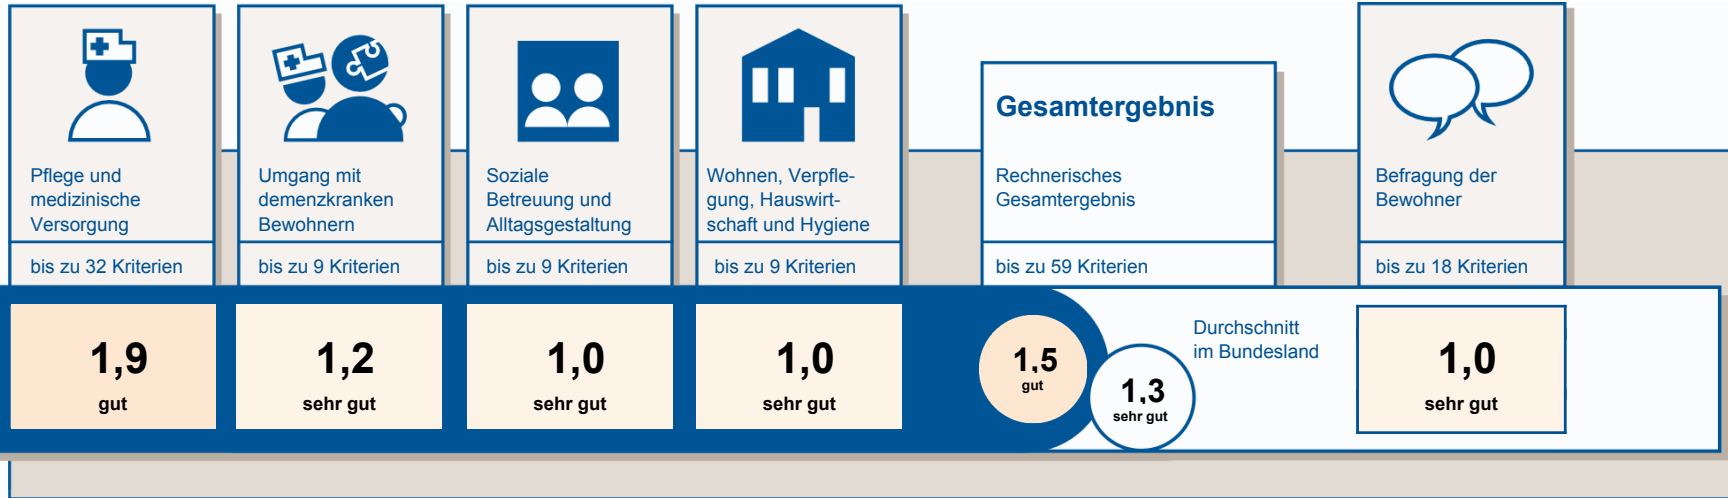 Pflege und
medizinische
Versorgung
bis zu 32 Kriterien
1,9
gut
Umgang mit
demenzkranken
Bewohnern
bis zu 9 Kriterien
1,2
sehr gut
Soziale
Betreuung und
Alltagsgestaltung
bis zu 9 Kriterien
1,0
sehr gut
Wohnen, Verpfle-
gung, Hauswirt-
schaft und Hygiene
bis zu 9 Kriterien
1,0
sehr gut
Gesamtergebnis
Rechnerisches
Gesamtergebnis
bis zu 59 Kriterien
1,5
gut
Durchschnitt
im Bundesland
1,3
sehr gut
Befragung der
Bewohner
bis zu 18 Kriterien
1,0
sehr gut